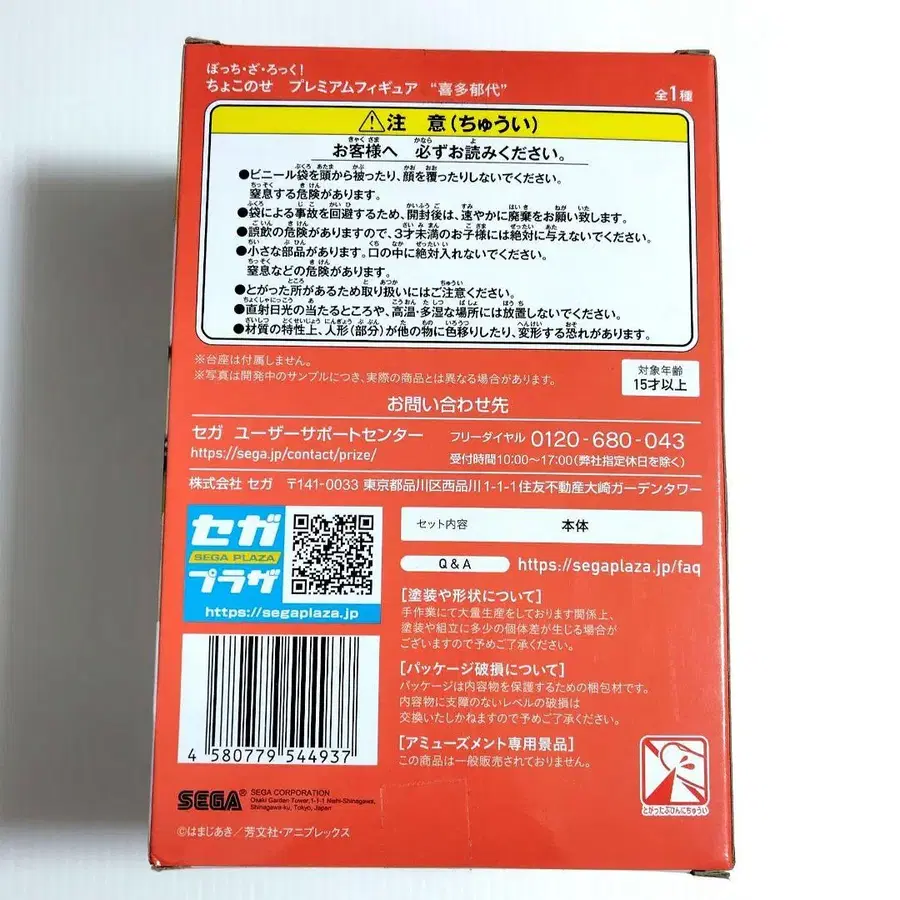 ぼっち・ざ・ろっく!
ちょこのせ プレミアムフィギュア “喜多郁代”
全1種
⚠注 意(ちゅうい)
お客様へ 必ずお読みください。
●ビニール袋を頭から被ったり、顔を覆ったりしないでください。
窒息する危険があります。
●袋による事故を回避するため、開封後は、速やかに廃棄をお願い致します。
●誤飲の危険がありますので、3才未満のお子様には絶対に与えないでください。
●小さな部品があります。口の中に絶対入れないでください。
窒息などの危険があります。
●とがった所があるため取り扱いにはご注意ください。
●直射日光の当たるところや、高温・多湿な場所には放置しないでください。
●材質の特性上、人形(部分)が他の物に色移りしたり、変形する恐れがあります。
※台座は付属しません。
※写真は開発中のサンプルにつき、実際の商品とは異なる場合があります。
対象年齢
15才以上
お問い合わせ先
セガ ユーザーサポートセンター
フリーダイヤル 0120-680-043
https://sega.jp/contact/prize/
受付時間10:00~17:00(弊社指定休日を除く)
株式会社 セガ 〒141-0033 東京都品川区西品川1-1-1住友不動産大崎ガーデンタワー
セガ
SEGA PLAZA
プラザ
https://segaplaza.jp
セット内容 本体
Q&A https://segaplaza.jp/faq
[塗装や形状について]
手作業にて大量生産をしております関係上、
塗装や組立に多少の個体差が生じる場合が
ございますので予めご了承ください。
[パッケージ破損について]
パッケージは内容物を保護するための梱包材です。
内容物に支障のないレベルの破損は
交換いたしかねますので予めご了承ください。
[アミューズメント専用景品]
この商品は一般販売されておりません。
4 580779 544937
SEGA®
SEGA CORPORATION
Osaki Garden Tower,1-1-1 Nishi-Shinagawa,
Shinagawa-ku, Tokyo, Japan
とがったぶひんにちゅうい
©はまじあき/芳文社・アニプレックス